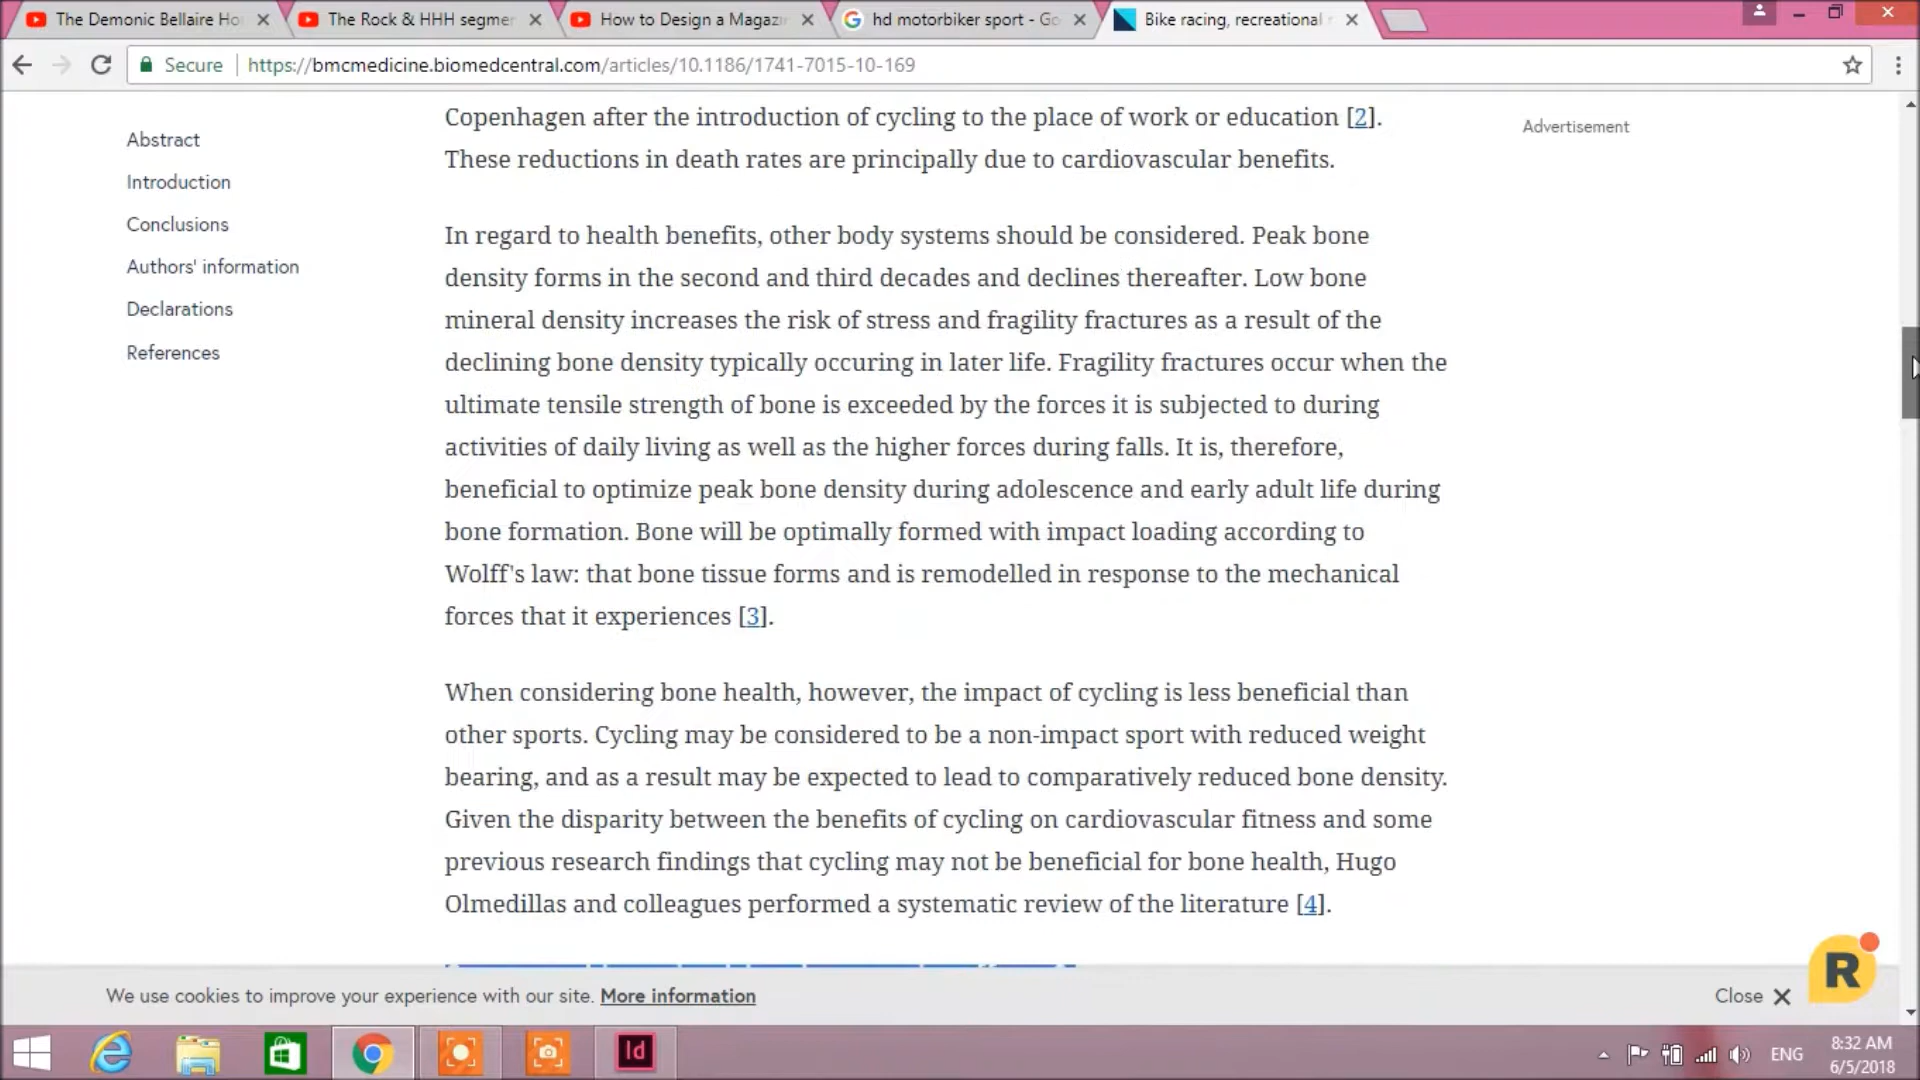 The Demonic Bellaire Ho
The Rock & HHH segme
How to Design a Magazi
hd motorbiker sport - Go
Bike racing, recreational
Secure
https://bmcmedicine.biomedcentral.com/articles/10.1186/1741-7015-10-169
Abstract
Introduction
Conclusions
Authors' information
Declarations
References
Copenhagen after the introduction of cycling to the place of work or education [2].
These reductions in death rates are principally due to cardiovascular benefits.
In regard to health benefits, other body systems should be considered. Peak bone
density forms in the second and third decades and declines thereafter. Low bone
mineral density increases the risk of stress and fragility fractures as a result of the
declining bone density typically occuring in later life. Fragility fractures occur when the
ultimate tensile strength of bone is exceeded by the forces it is subjected to during
activities of daily living as well as the higher forces during falls. It is, therefore,
beneficial to optimize peak bone density during adolescence and early adult life during
bone formation. Bone will be optimally formed with impact loading according to
Wolff's law: that bone tissue forms and is remodelled in response to the mechanical
forces that it experiences [3].
When considering bone health, however, the impact of cycling is less beneficial than
other sports. Cycling may be considered to be a non-impact sport with reduced weight
bearing, and as a result may be expected to lead to comparatively reduced bone density.
Given the disparity between the benefits of cycling on cardiovascular fitness and some
previous research findings that cycling may not be beneficial for bone health, Hugo
Olmedillas and colleagues performed a systematic review of the literature [4].
Advertisement
We use cookies to improve your experience with our site. More information
Close
R
Id
ENG
8:32 AM
6/5/2018